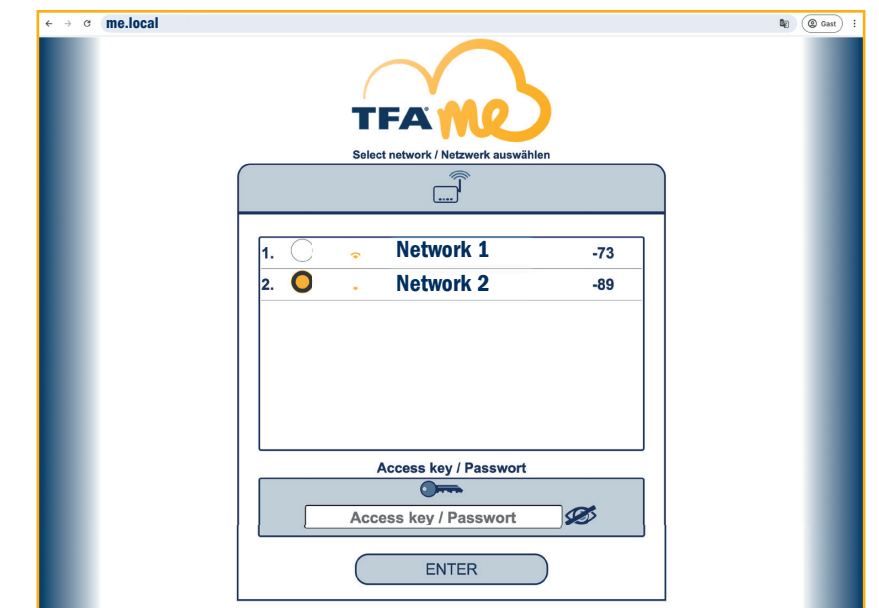 me.local
Gast
TFA me
Select network / Netzwerk auswählen
1. Network 1 -73
2. Network 2 -89
Access key / Passwort
Access key / Passwort
ENTER